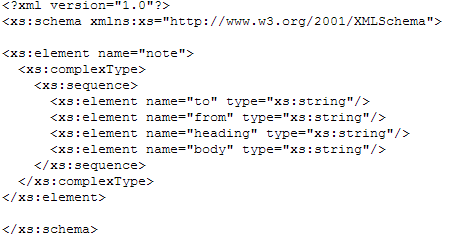 <?xml version="1.0"?>
<xs:schema xmlns:xs="http://www.w3.org/2001/XMLSchema">

<xs:element name="note">
  <xs:complexType>
    <xs:sequence>
      <xs:element name="to" type="xs:string"/>
      <xs:element name="from" type="xs:string"/>
      <xs:element name="heading" type="xs:string"/>
      <xs:element name="body" type="xs:string"/>
    </xs:sequence>
  </xs:complexType>
</xs:element>

</xs:schema>